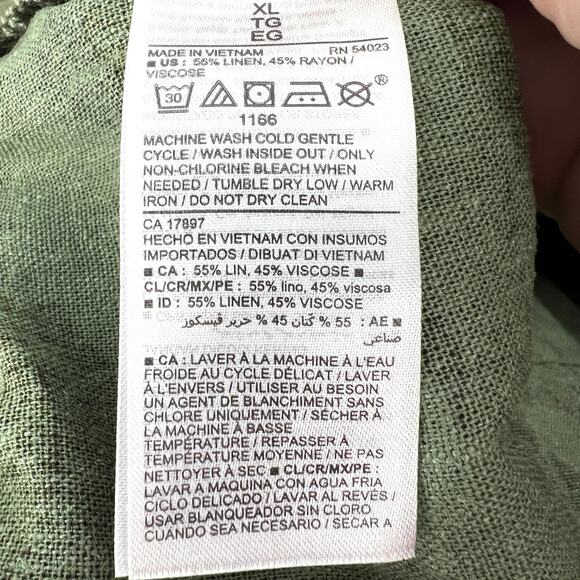 XL
TG
EG
MADE IN VIETNAM RN 54023
■ US : 55% LINEN, 45% RAYON /
VISCOSE
30 ®
1166
MACHINE WASH COLD GENTLE
CYCLE / WASH INSIDE OUT / ONLY
NON-CHLORINE BLEACH WHEN
NEEDED / TUMBLE DRY LOW / WARM
IRON / DO NOT DRY CLEAN
CA 17897
HECHO EN VIETNAM CON INSUMOS
IMPORTADOS / DIBUAT DI VIETNAM
■ CA : 55% LIN, 45% VISCOSE ■
CL/CR/MX/PE : 55% lino, 45% viscosa
■ ID : 55% LINEN, 45% VISCOSE
■ AE : 55 % كتّان 45 % حرير ڤيسكوز
صناعي
■ CA : LAVER À LA MACHINE À L'EAU
FROIDE AU CYCLE DÉLICAT / LAVER
À L'ENVERS / UTILISER AU BESOIN
UN AGENT DE BLANCHIMENT SANS
CHLORE UNIQUEMENT / SÉCHER À
LA MACHINE À BASSE
TEMPÉRATURE / REPASSER À
TEMPÉRATURE MOYENNE / NE PAS
NETTOYER À SEC ■ CL/CR/MX/PE :
LAVAR A MAQUINA CON AGUA FRIA
CICLO DELICADO / LAVAR AL REVÉS /
USAR BLANQUEADOR SIN CLORO
CUANDO SEA NECESARIO / SECAR A